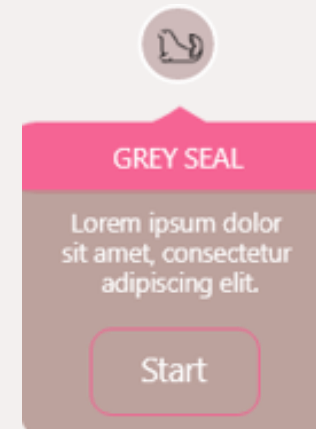 GREY SEAL
Lorem ipsum dolor
sit amet, consectetur
adipiscing elit.
Start